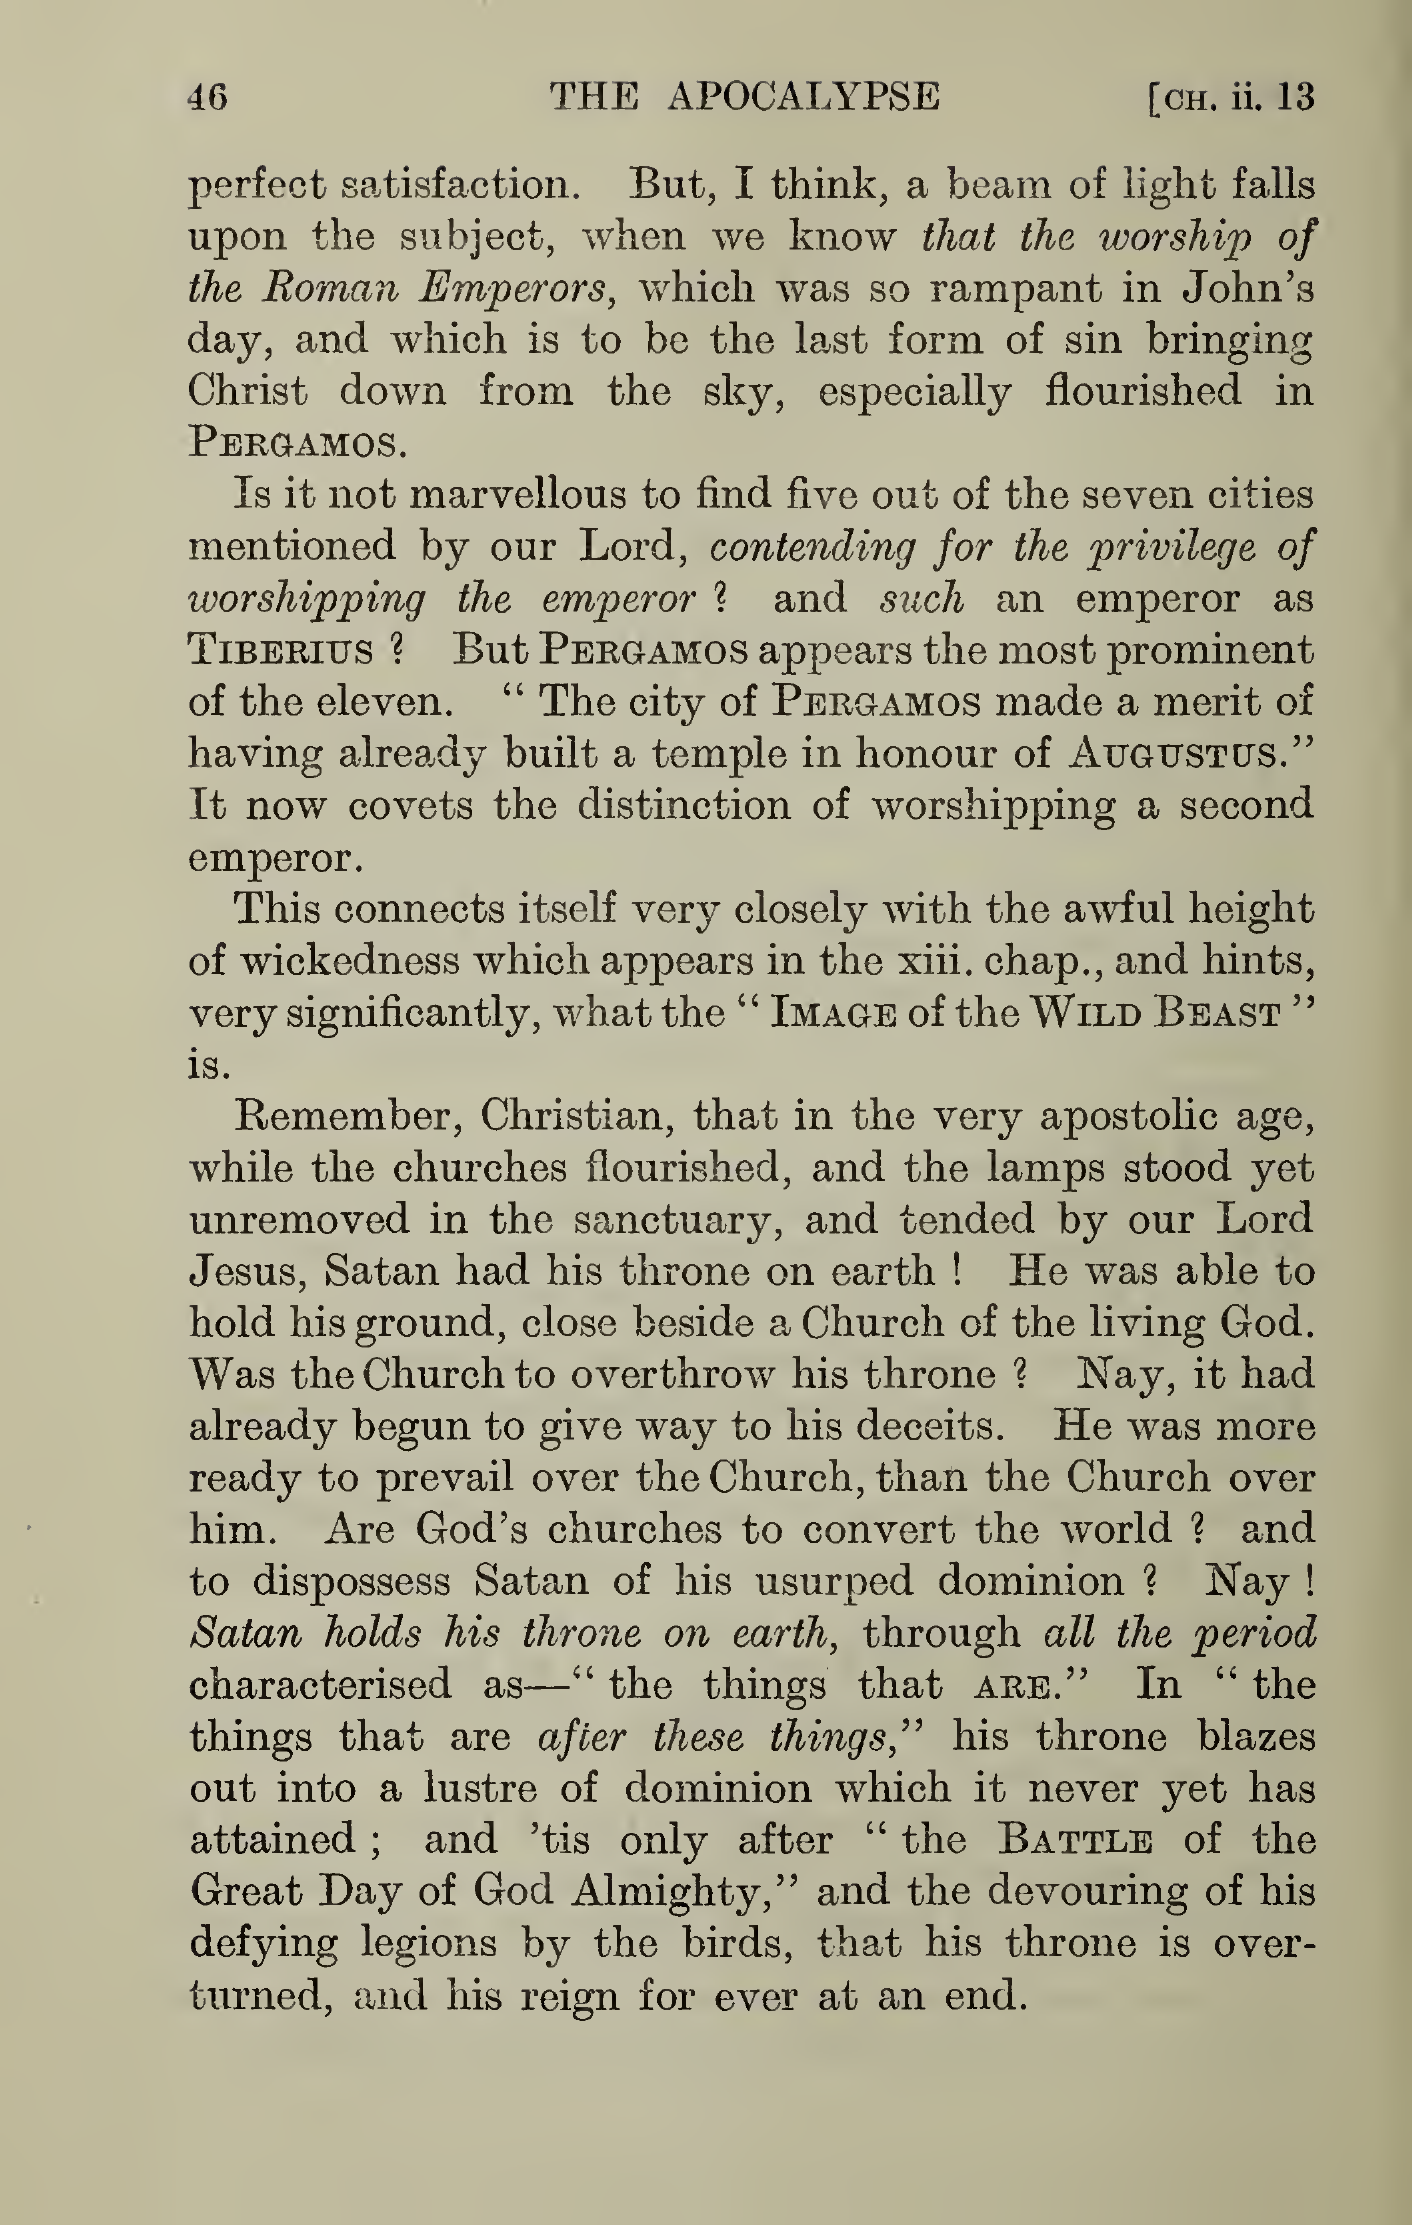 46 THE APOCALYPSE [CH. ii. 13
perfect satisfaction. But, I think, a beam of light falls
upon the subject, when we know that the worship of
the Roman Emperors, which was so rampant in John's
day, and which is to be the last form of sin bringing
Christ down from the sky, especially flourished in
PERGAMOS.
Is it not marvellous to find five out of the seven cities
mentioned by our Lord, contending for the privilege of
worshipping the emperor ? and such an emperor as
TIBERIUS ? But PERGAMOS appears the most prominent
of the eleven. “ The city of PERGAMOS made a merit of
having already built a temple in honour of AUGUSTUS.”
It now covets the distinction of worshipping a second
emperor.
This connects itself very closely with the awful height
of wickedness which appears in the xiii. chap., and hints,
very significantly, what the “ IMAGE of the WILD BEAST ”
is.
Remember, Christian, that in the very apostolic age,
while the churches flourished, and the lamps stood yet
unremoved in the sanctuary, and tended by our Lord
Jesus, Satan had his throne on earth ! He was able to
hold his ground, close beside a Church of the living God.
Was the Church to overthrow his throne ? Nay, it had
already begun to give way to his deceits. He was more
ready to prevail over the Church, than the Church over
him. Are God's churches to convert the world ? and
to dispossess Satan of his usurped dominion ? Nay !
Satan holds his throne on earth, through all the period
characterised as—“ the things that ARE.” In “ the
things that are after these things,” his throne blazes
out into a lustre of dominion which it never yet has
attained ; and 'tis only after “ the BATTLE of the
Great Day of God Almighty,” and the devouring of his
defying legions by the birds, that his throne is over-
turned, and his reign for ever at an end.